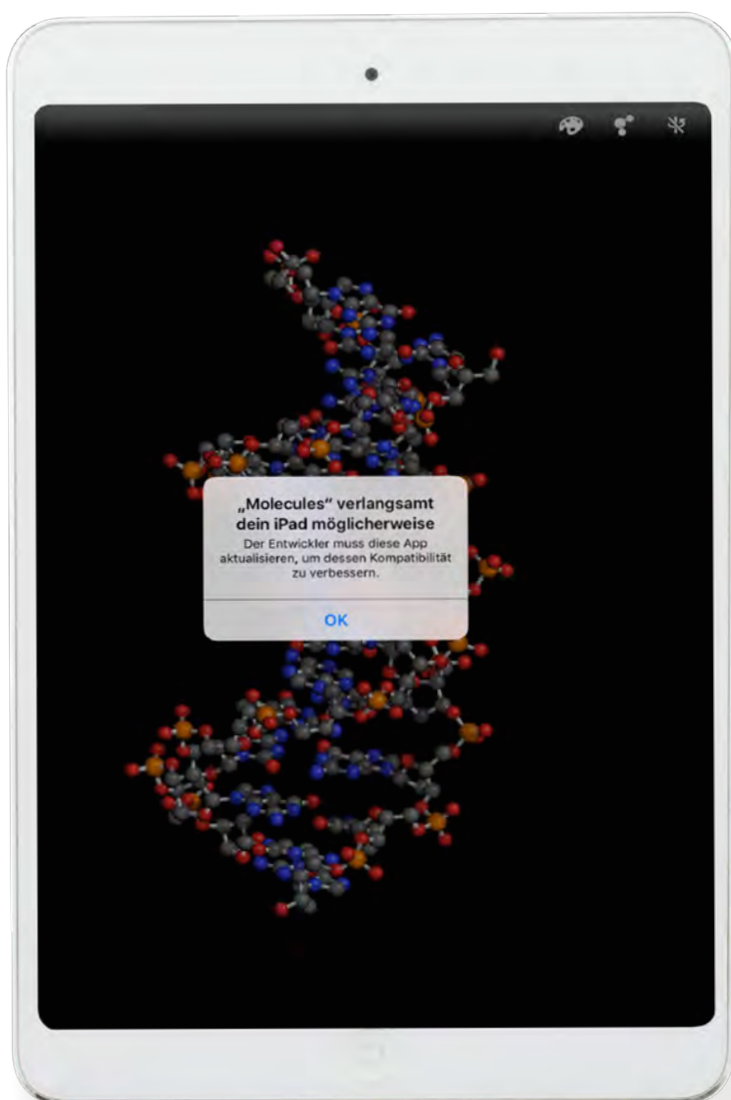 „Molecules“ verlangsamt
dein iPad möglicherweise
Der Entwickler muss diese App
aktualisieren, um dessen Kompatibilität
zu verbessern.
OK